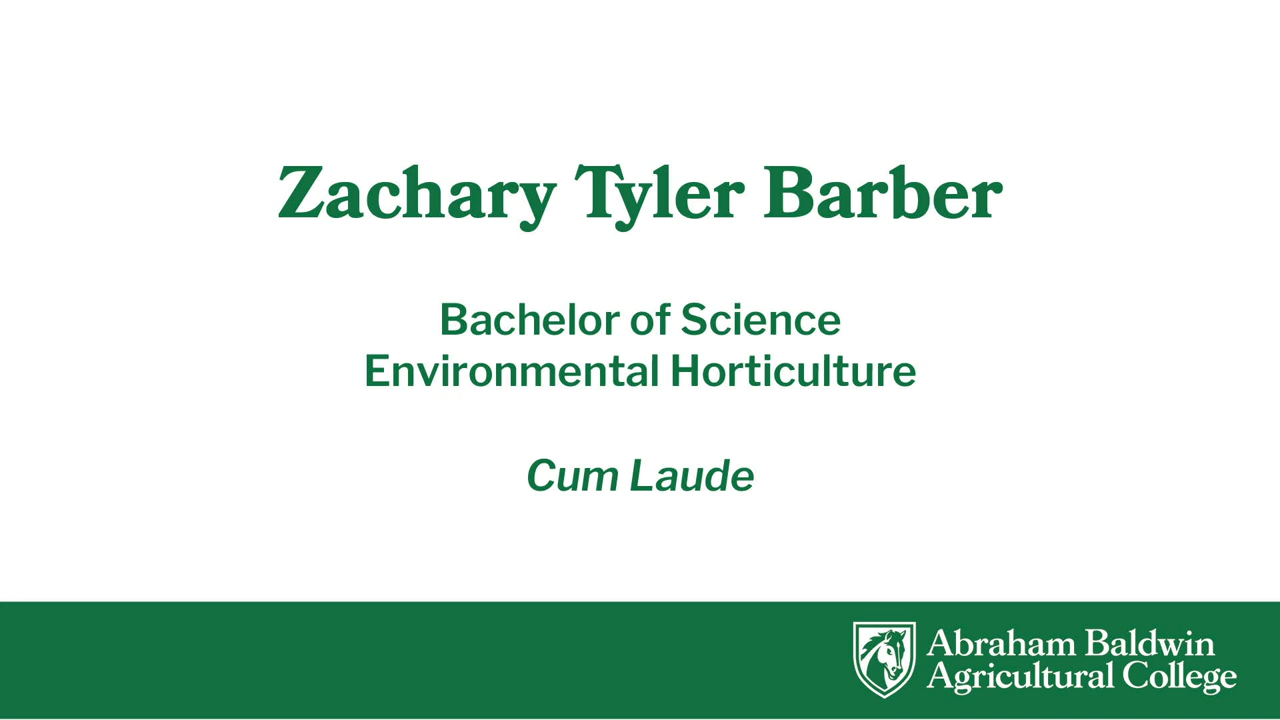 Zachary Tyler Barber
Bachelor of Science
Environmental Horticulture
Cum Laude
Abraham Baldwin
Agricultural College